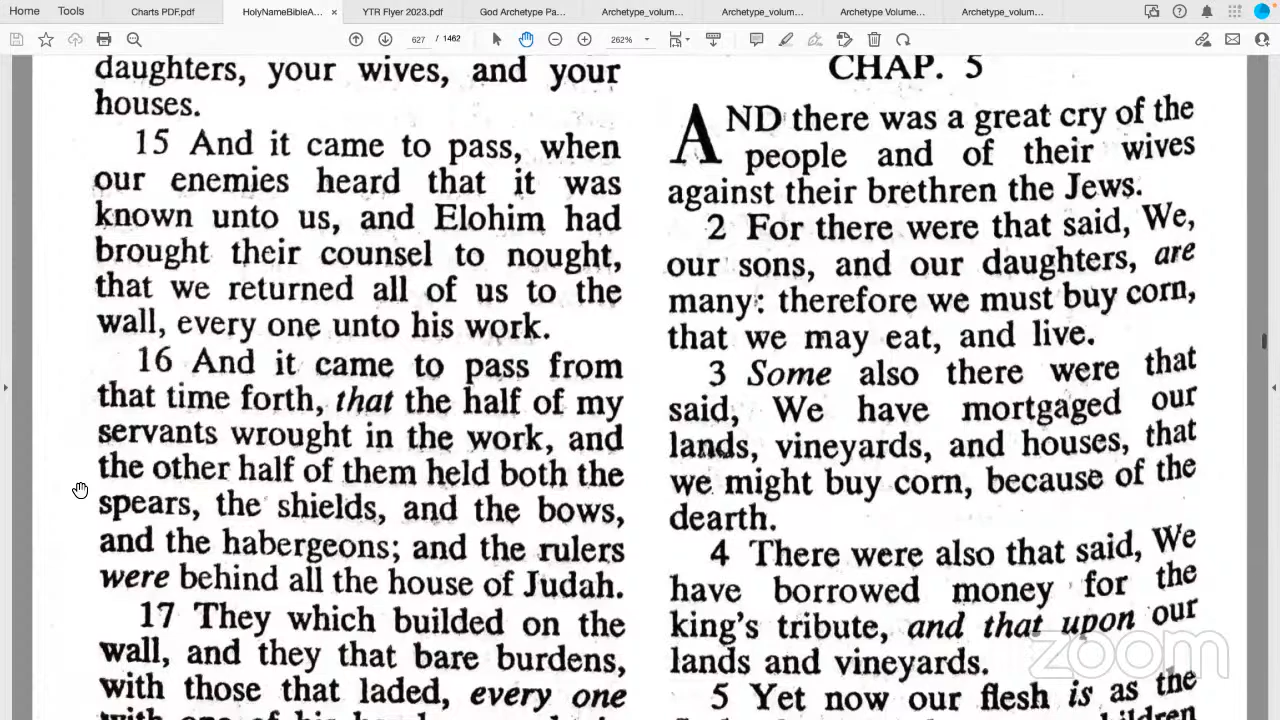 Home
Tools
Charts PDF.pdf
HolyNameBibleA...
YTR Flyer 2023.pdf
God Archetype Pa...
Archetype_volum...
Archetype_volum...
Archetype Volume...
Archetype_volum...
627 / 1462
262%
daughters, your wives, and your
houses.
15 And it came to pass, when
our enemies heard that it was
known unto us, and Elohim had
brought their counsel to nought,
that we returned all of us to the
wall, every one unto his work.
16 And it came to pass from
that time forth, that the half of my
servants wrought in the work, and
the other half of them held both the
spears, the shields, and the bows,
and the habergeons; and the rulers
were behind all the house of Judah.
17 They which builded on the
wall, and they that bare burdens,
with those that laded, every one
CHAP. 5
AND there was a great cry of the
people and of their wives
against their brethren the Jews.
2 For there were that said, We,
our sons, and our daughters, are
many: therefore we must buy corn,
that we may eat, and live.
3 Some also there were that
said, We have mortgaged our
lands, vineyards, and houses, that
we might buy corn, because of the
dearth.
4 There were also that said, We
have borrowed money for the
king's tribute, and that upon our
lands and vineyards.
5 Yet now our flesh is as the
children
zoom